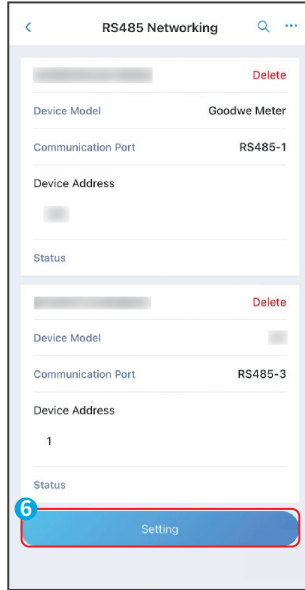 RS485 Networking
Delete
Device Model Goodwe Meter
Communication Port RS485-1
Device Address
Status
Delete
Device Model
Communication Port RS485-3
Device Address
1
Status
6
Setting